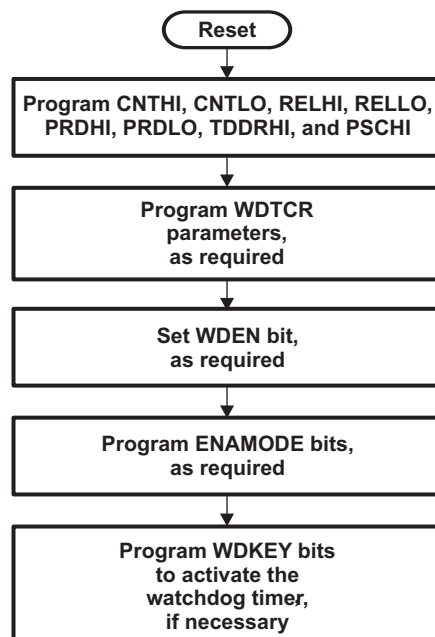 Reset
Program CNTHI, CNTLO, RELHI, RELLO,
PRDHI, PRDLO, TDDRHI, and PSCHI
Program WDTCR
parameters,
as required
Set WDEN bit,
as required
Program ENAMODE bits,
as required
Program WDKEY bits
to activate the
watchdog timer,
if necessary